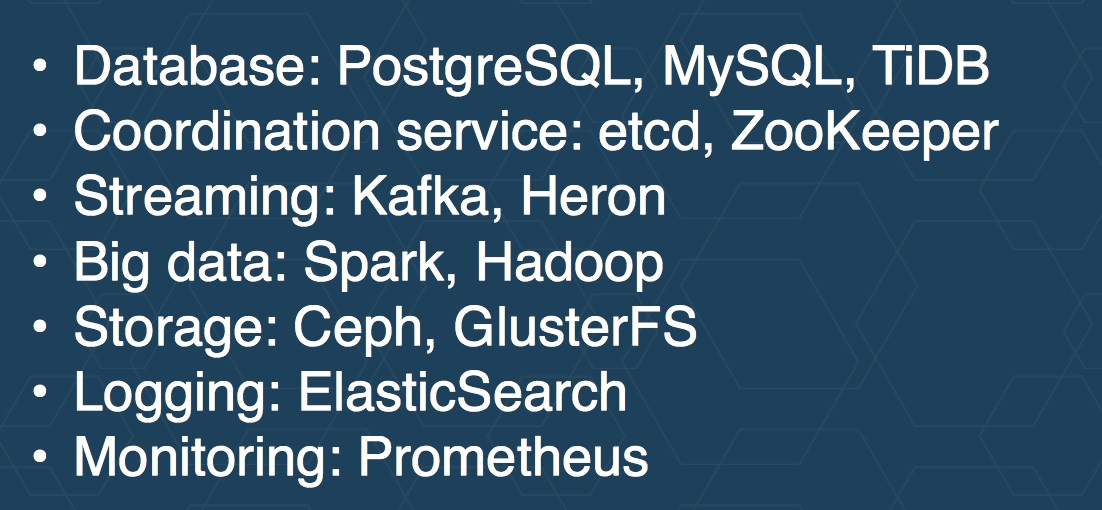 • Database: PostgreSQL, MySQL, TiDB
• Coordination service: etcd, ZooKeeper
• Streaming: Kafka, Heron
• Big data: Spark, Hadoop
• Storage: Ceph, GlusterFS
• Logging: ElasticSearch
• Monitoring: Prometheus